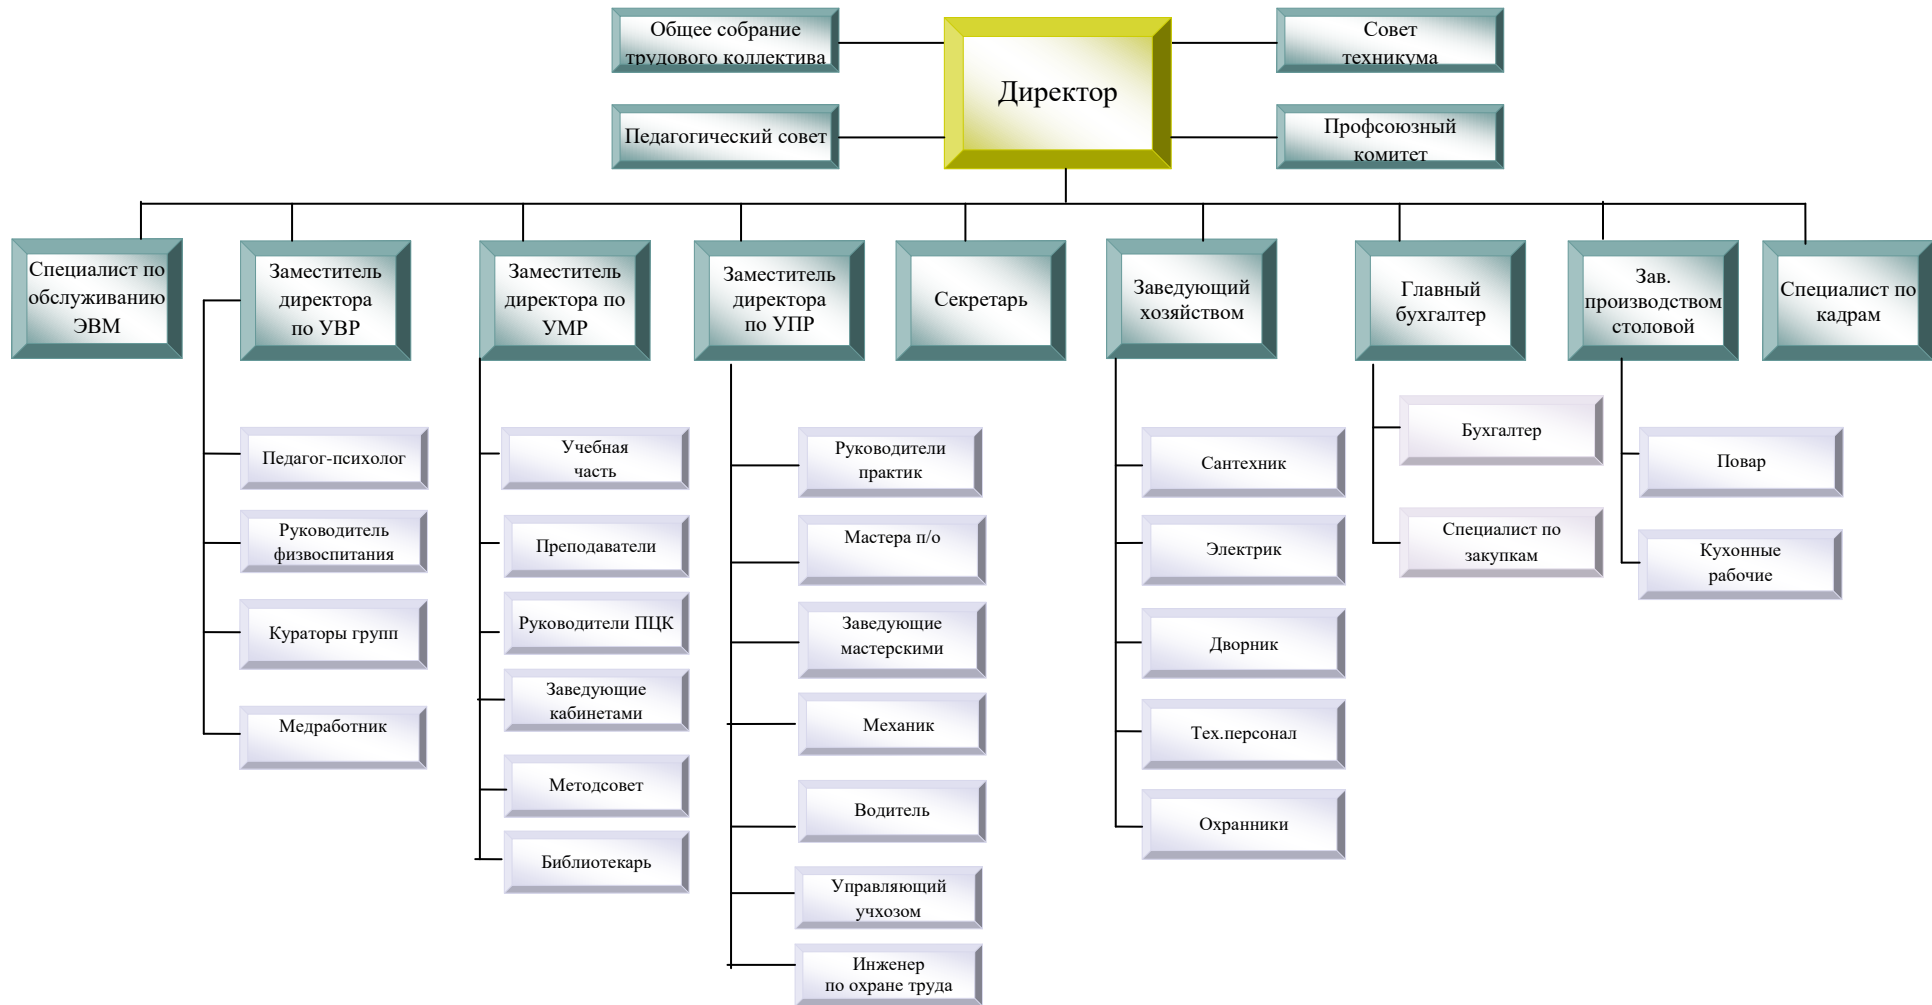 Общее собрание
трудового коллектива
Совет
техникума
Директор
Педагогический совет
Профсоюзный
комитет
Специалист по
обслуживанию
ЭВМ
Заместитель
директора
по УВР
Заместитель
директора по
УМР
Заместитель
директора
по УПР
Секретарь
Заведующий
хозяйством
Главный
бухгалтер
Зав.
производством
столовой
Специалист по
кадрам
Педагог-психолог
Руководитель
физвоспитания
Кураторы групп
Медработник
Учебная
часть
Преподаватели
Руководители ПЦК
Заведующие
кабинетами
Методсовет
Библиотекарь
Руководители
практик
Мастера п/о
Заведующие
мастерскими
Механик
Водитель
Управляющий
учхозом
Инженер
по охране труда
Сантехник
Электрик
Дворник
Тех.персонал
Охранники
Бухгалтер
Специалист по
закупкам
Повар
Кухонные
рабочие